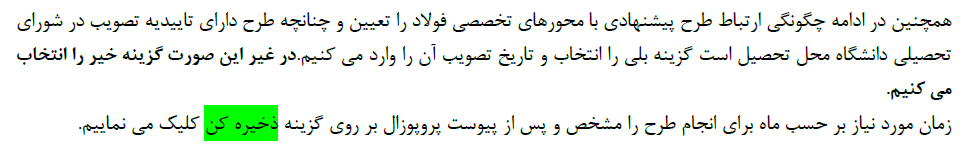 همچنین در ادامه چگونگی ارتباط طرح پیشنهادی با محورهای تخصصی فولاد را تعیین و چنانچه طرح دارای تاییدیه تصویب در شورای
تحصیلی دانشگاه محل تحصیل است گزینه بلی را انتخاب و تاریخ تصویب آن را وارد می کنیم.در غیر این صورت گزینه خیر را انتخاب
می کنیم.
زمان مورد نیاز بر حسب ماه برای انجام طرح را مشخص و پس از پیوست پروپوزال بر روی گزینه ذخیره کن کلیک می نماییم.